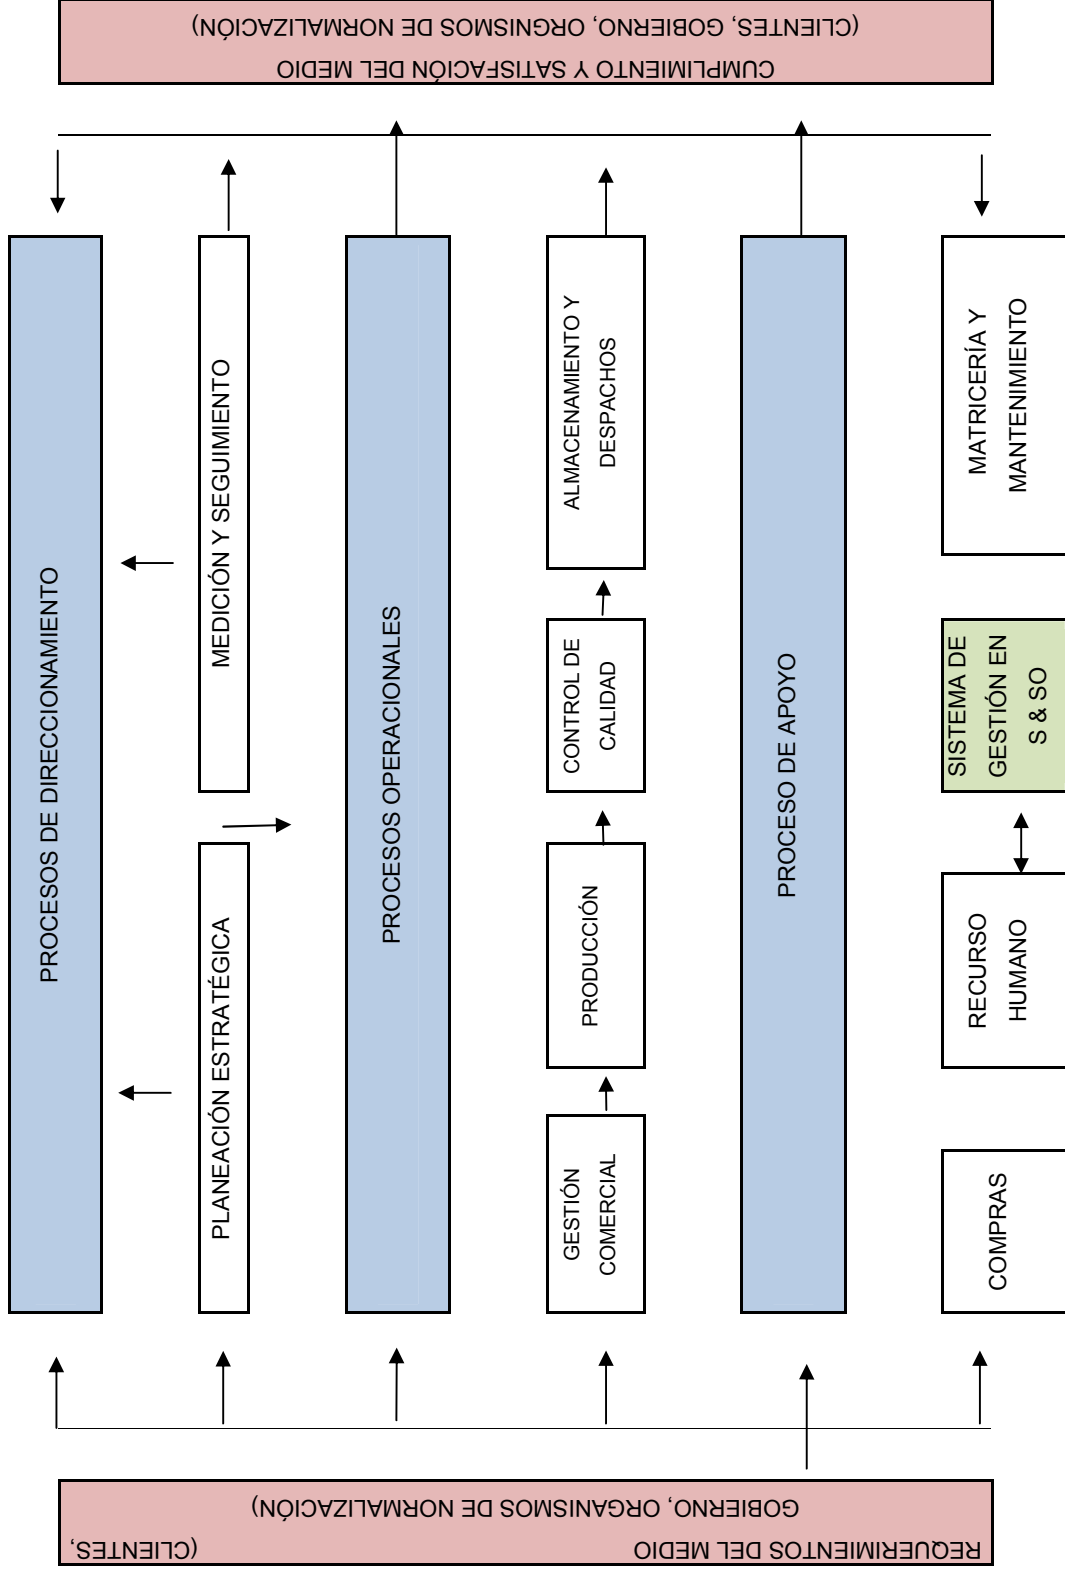 REQUERIMIENTOS DEL MEDIO (CLIENTES,
GOBIERNO, ORGANISMOS DE NORMALIZACIÓN)
PROCESOS DE DIRECCIONAMIENTO
PLANEACIÓN ESTRATÉGICA
MEDICIÓN Y SEGUIMIENTO
PROCESOS OPERACIONALES
GESTIÓN
COMERCIAL
PRODUCCIÓN
CONTROL DE
CALIDAD
ALMACENAMIENTO Y
DESPACHOS
PROCESO DE APOYO
COMPRAS
RECURSO
HUMANO
SISTEMA DE
GESTIÓN EN
S & SO
MATRICERÍA Y
MANTENIMIENTO
CUMPLIMIENTO Y SATISFACIÓN DEL MEDIO
(CLIENTES, GOBIERNO, ORGNISMOS DE NORMALIZACIÓN)